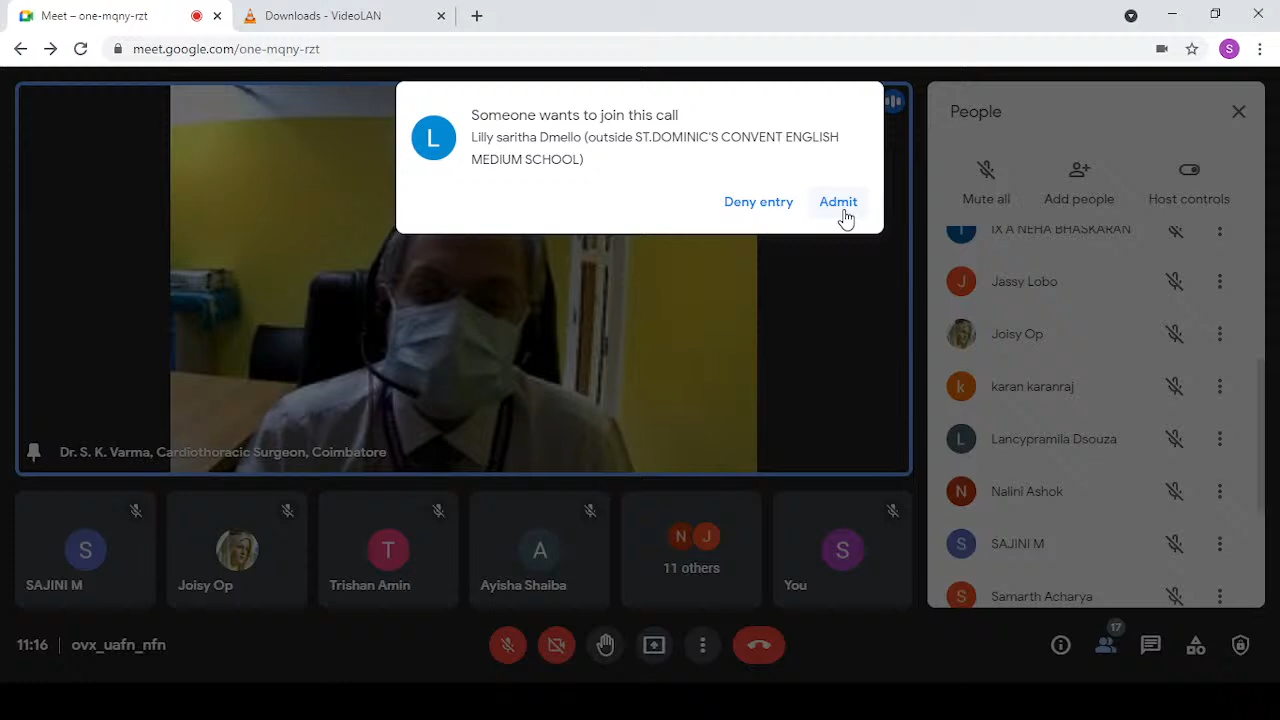 Meet – one-mqny-rzt
Downloads - VideoLAN
meet.google.com/one-mqny-rzt
S
Someone wants to join this call
L
Lilly saritha Dmello (outside ST.DOMINIC'S CONVENT ENGLISH
MEDIUM SCHOOL)
Deny entry
Admit
People
Mute all
Add people
Host controls
IX A NEHA BHASKARAN
J
Jassy Lobo
Joisy Op
k
karan karanraj
L
Lancypramila Dsouza
N
Nalini Ashok
S
SAJINI M
S
Samarth Acharya
Dr. S. K. Varma, Cardiothoracic Surgeon, Coimbatore
S
SAJINI M
Joisy Op
T
Trishan Amin
A
Ayisha Shaiba
N J
11 others
S
You
11:16
ovx_uafn_nfn
17